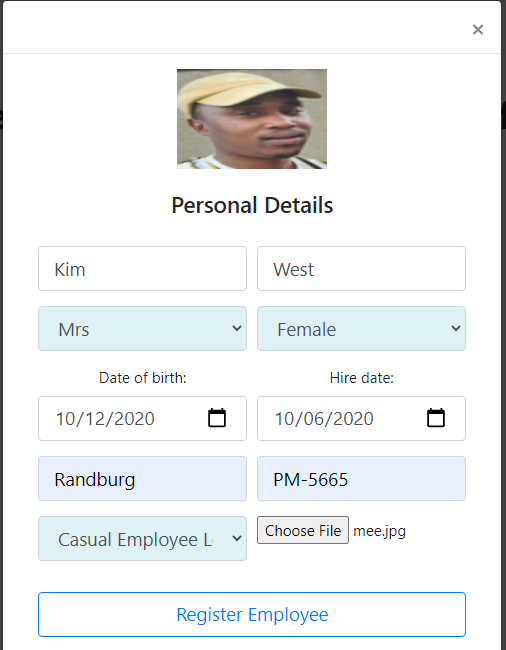 ×
Personal Details
Kim West
Mrs Female
Date of birth: Hire date:
10/12/2020 10/06/2020
Randburg PM-5665
Casual Employee Le
Choose File mee.jpg
Register Employee